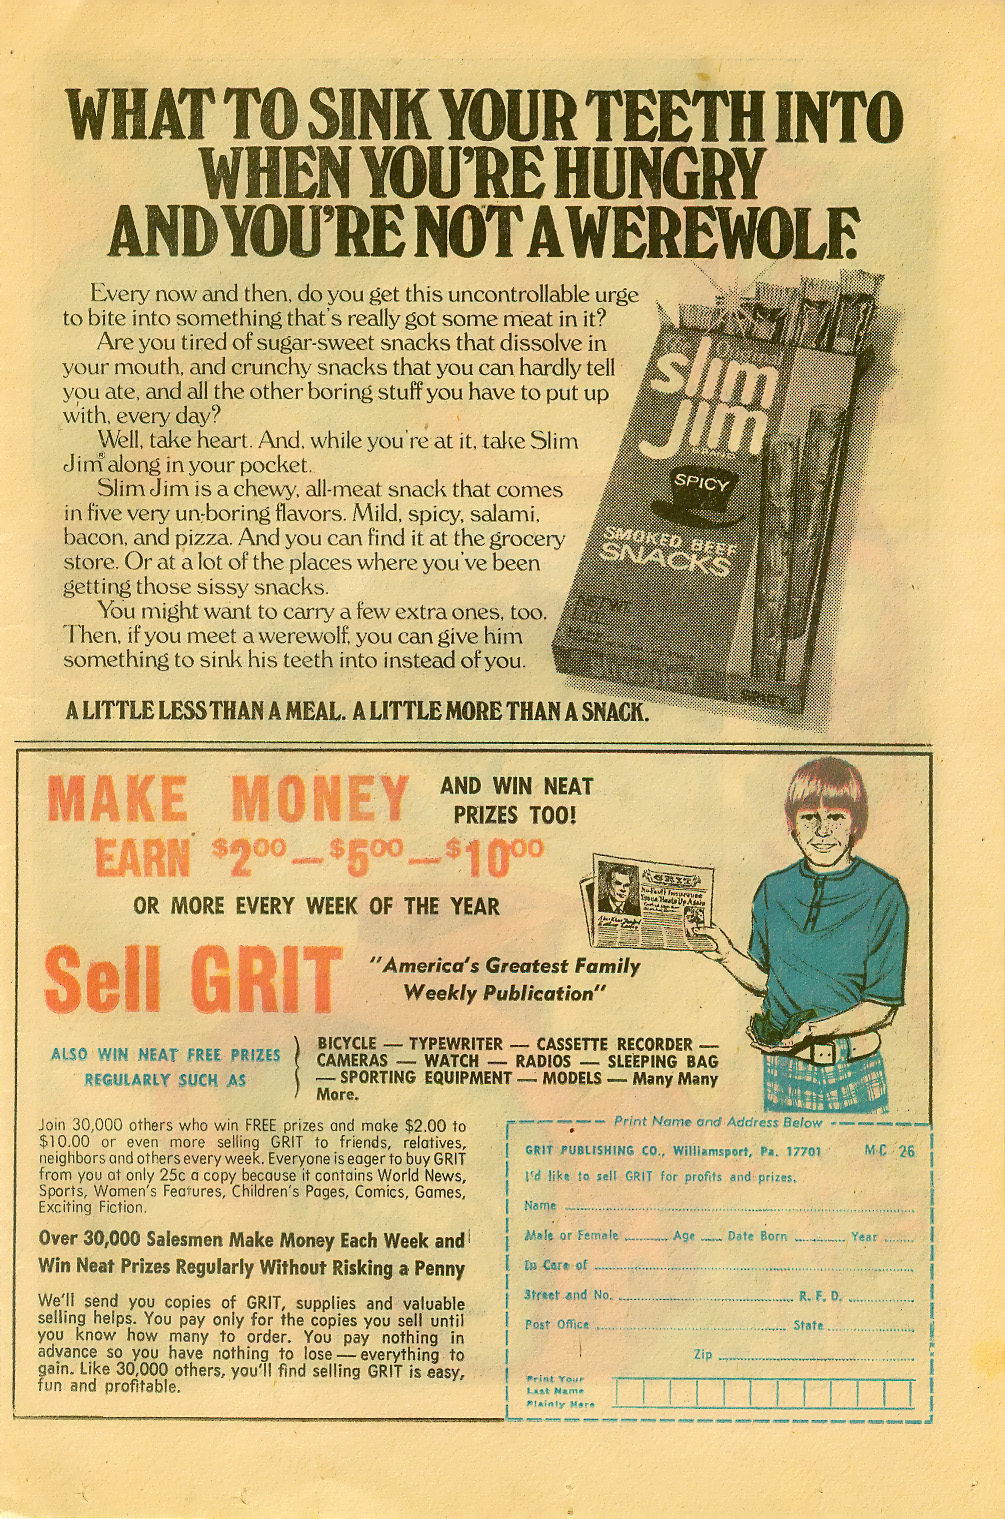 WHAT TO SINK YOUR TEETH INTO
WHEN YOU'RE HUNGRY
AND YOU'RE NOT A WEREWOLF.
Every now and then, do you get this uncontrollable urge
to bite into something that's really got some meat in it?
Are you tired of sugar-sweet snacks that dissolve in
your mouth, and crunchy snacks that you can hardly tell
you ate, and all the other boring stuff you have to put up
with, every day?
Well, take heart. And, while you're at it, take Slim
Jim® along in your pocket.
Slim Jim is a chewy, all-meat snack that comes
in five very un-boring flavors. Mild, spicy, salami,
bacon, and pizza. And you can find it at the grocery
store. Or at a lot of the places where you've been
getting those sissy snacks.
You might want to carry a few extra ones, too.
Then, if you meet a werewolf, you can give him
something to sink his teeth into instead of you.
slim
jim
SPICY
SMOKED BEEF
SNACKS
NET WT
A LITTLE LESS THAN A MEAL. A LITTLE MORE THAN A SNACK.
MAKE MONEY AND WIN NEAT
PRIZES TOO!
EARN $2.00—$5.00—$10.00
OR MORE EVERY WEEK OF THE YEAR
Sell GRIT "America's Greatest Family
Weekly Publication"
GRIT
ALSO WIN NEAT FREE PRIZES
REGULARLY SUCH AS
BICYCLE — TYPEWRITER — CASSETTE RECORDER —
CAMERAS — WATCH — RADIOS — SLEEPING BAG
— SPORTING EQUIPMENT — MODELS — Many Many
More.
Join 30,000 others who win FREE prizes and make $2.00 to
$10.00 or even more selling GRIT to friends, relatives,
neighbors and others every week. Everyone is eager to buy GRIT
from you at only 25c a copy because it contains World News,
Sports, Women's Features, Children's Pages, Comics, Games,
Exciting Fiction.
Over 30,000 Salesmen Make Money Each Week and
Win Neat Prizes Regularly Without Risking a Penny
We'll send you copies of GRIT, supplies and valuable
selling helps. You pay only for the copies you sell until
you know how many to order. You pay nothing in
advance so you have nothing to lose — everything to
gain. Like 30,000 others, you'll find selling GRIT is easy,
fun and profitable.
Print Name and Address Below
GRIT PUBLISHING CO., Williamsport, Pa. 17701 MC 26
I'd like to sell GRIT for profits and prizes.
Name
Male or Female Age Date Born Year
In Care of
Street and No. R. F. D.
Post Office State
Zip
Print Your
Last Name
Plainly Here